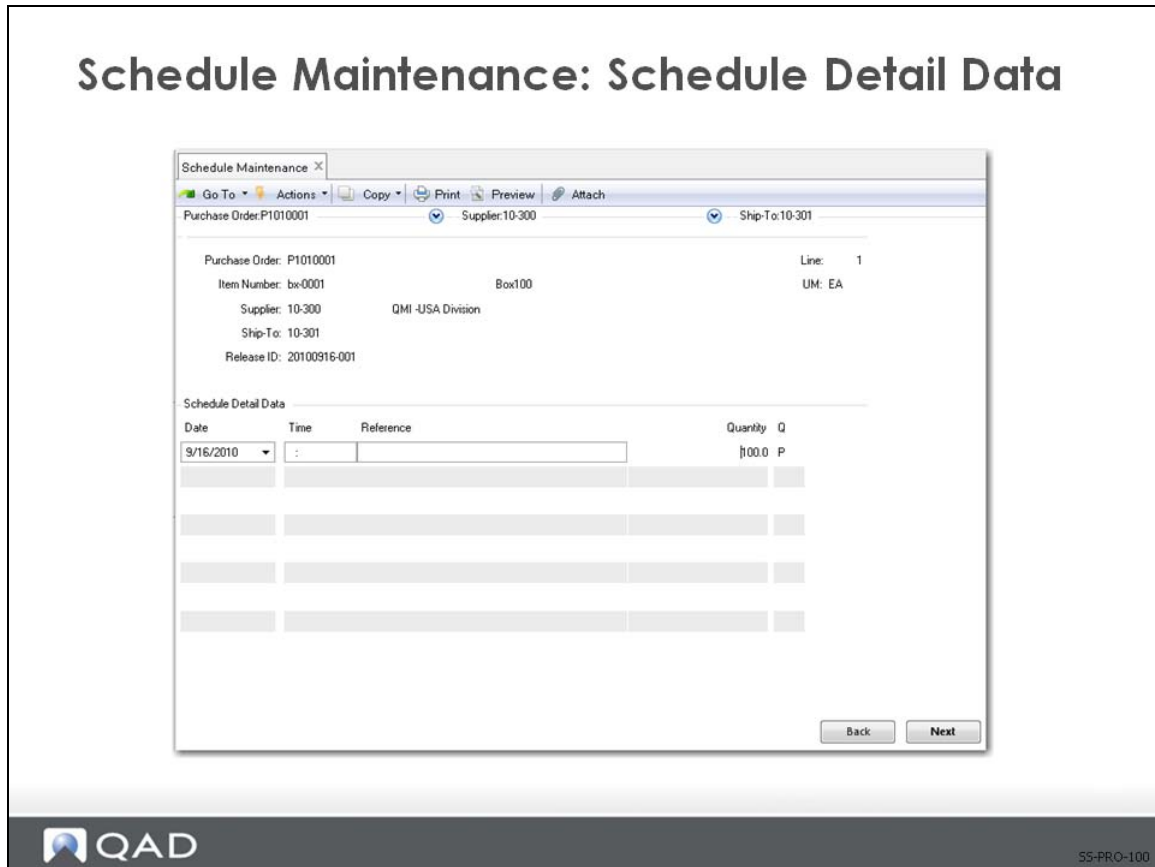 Schedule Maintenance: Schedule Detail Data
Schedule Maintenance X
Go To Actions Copy Print Preview Attach
Purchase Order:P1010001 Supplier:10-300 Ship-To:10-301
Purchase Order: P1010001 Line: 1
Item Number: bx-0001 Box100 UM: EA
Supplier: 10-300 QMI -USA Division
Ship-To: 10-301
Release ID: 20100916-001
Schedule Detail Data
Date Time Reference Quantity Q
9/16/2010 : 100.0 P
Back Next
QAD
SS-PRO-100